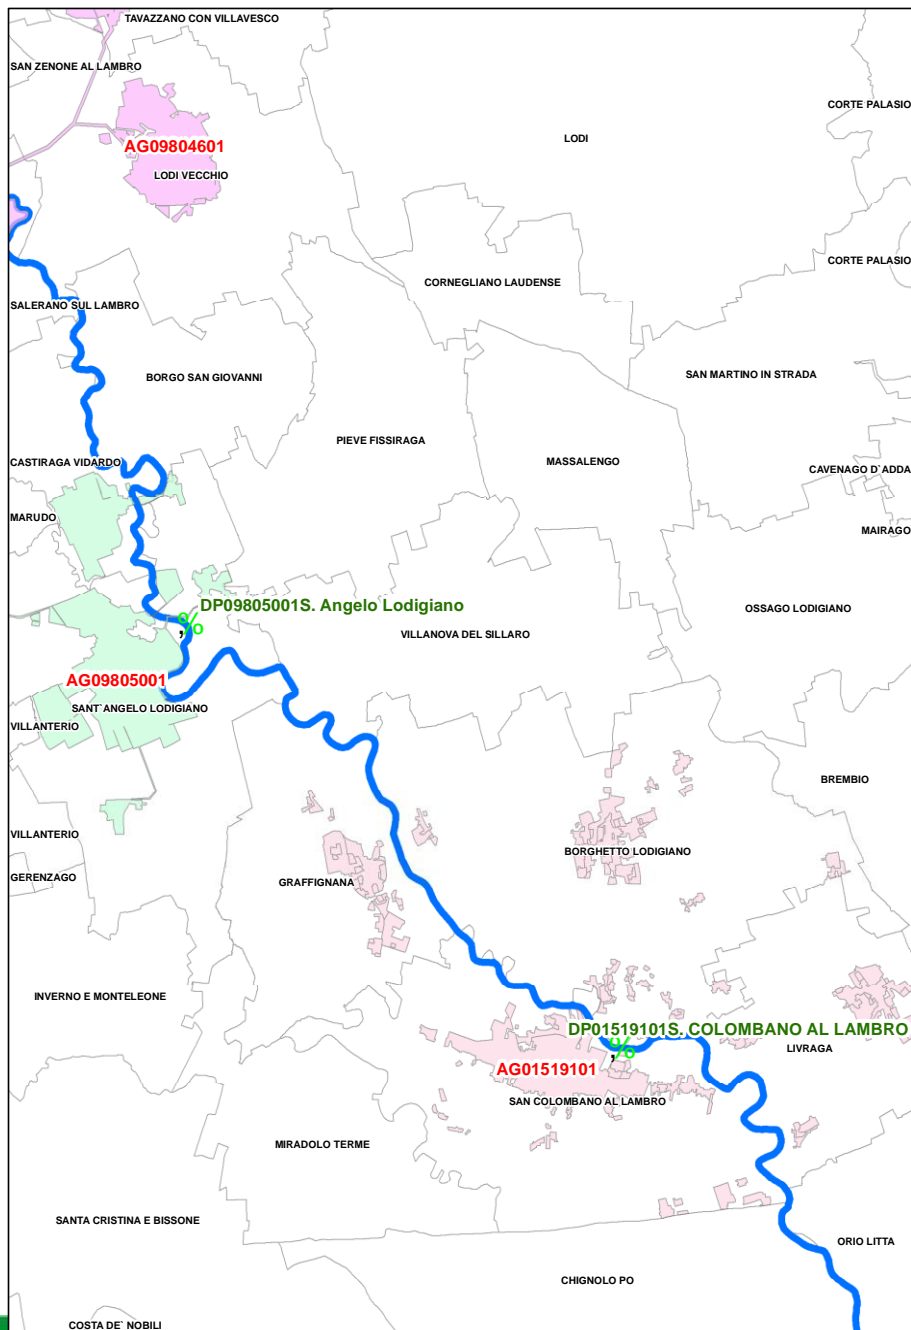 TAVAZZANO CON VILLAVESCO
SAN ZENONE AL LAMBRO
CORTE PALASIO
LODI
AG09804601
LODI VECCHIO
CORTE PALASIO
CORNEGLIANO LAUDENSE
SALERANO SUL LAMBRO
BORGO SAN GIOVANNI
SAN MARTINO IN STRADA
PIEVE FISSIRAGA
MASSALENGO
CASTIRAGA VIDARDO
CAVENAGO D`ADDA
MARUDO
MAIRAGO
DP09805001S. Angelo Lodigiano
OSSAGO LODIGIANO
%
,
VILLANOVA DEL SILLARO
AG09805001
SANT`ANGELO LODIGIANO
VILLANTERIO
BREMBIO
VILLANTERIO
BORGHETTO LODIGIANO
GERENZAGO
GRAFFIGNANA
INVERNO E MONTELEONE
DP01519101S. COLOMBANO AL LAMBRO
%
,
LIVRAGA
AG01519101
SAN COLOMBANO AL LAMBRO
MIRADOLO TERME
SANTA CRISTINA E BISSONE
ORIO LITTA
CHIGNOLO PO
COSTA DE` NOBILI